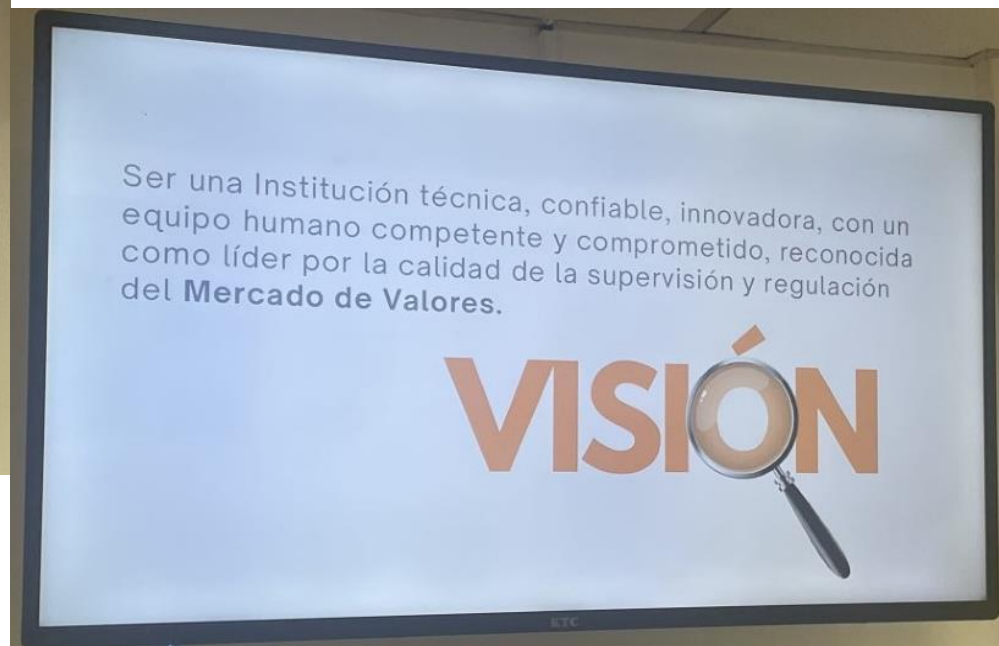 Ser una Institución técnica, confiable, innovadora, con un
equipo humano competente y comprometido, reconocida
como líder por la calidad de la supervisión y regulación
del Mercado de Valores.
VISIÓN
KTC